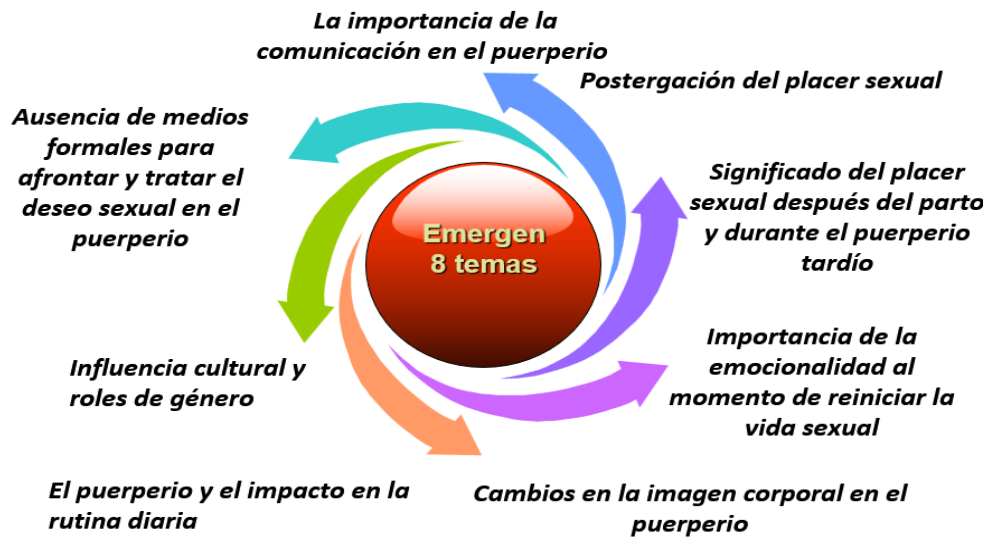 La importancia de la
comunicación en el puerperio
Postergación del placer sexual
Ausencia de medios
formales para
afrontar y tratar el
deseo sexual en el
puerperio
Significado del placer
sexual después del parto
y durante el puerperio
tardío
Emergen
8 temas
Importancia de la
emocionalidad al
momento de reiniciar la
vida sexual
Influencia cultural y
roles de género
El puerperio y el impacto en la
rutina diaria
Cambios en la imagen corporal en el
puerperio